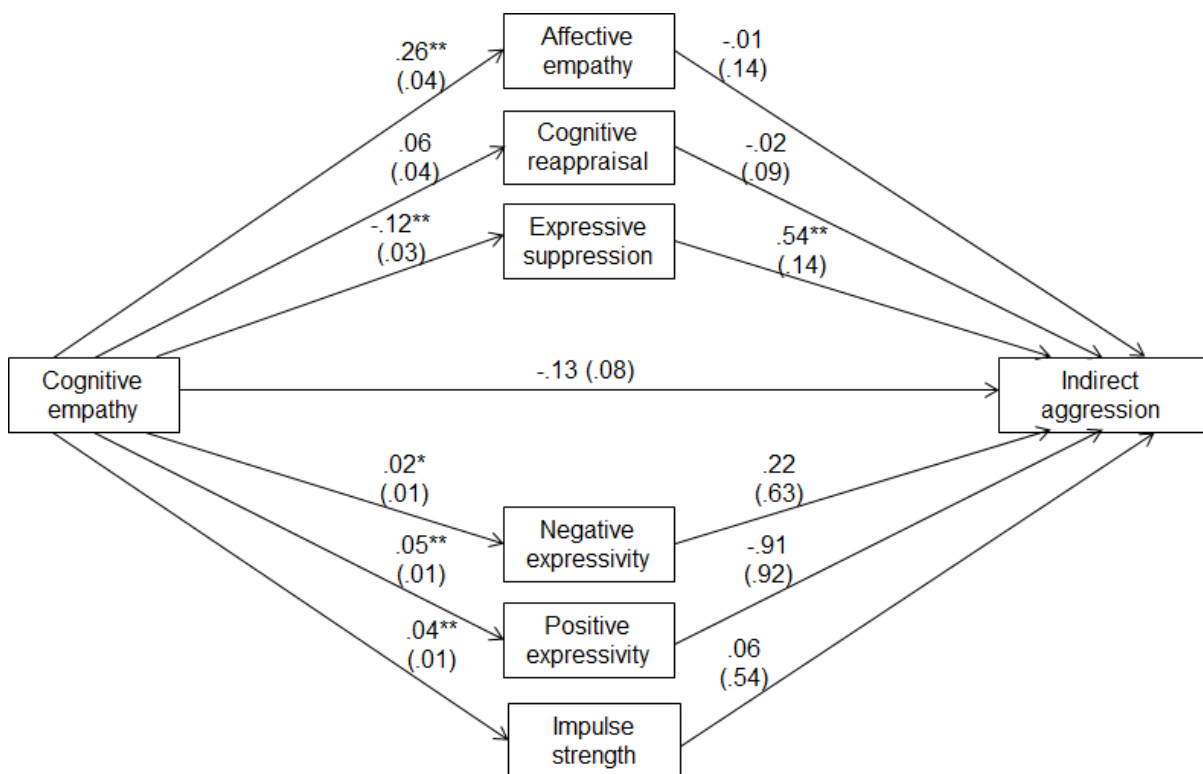 Affective
empathy
.26**
(.04)
-.01
(.14)
Cognitive
reappraisal
.06
(.04)
-.02
(.09)
Expressive
suppression
-.12**
(.03)
.54**
(.14)
Cognitive
empathy
-.13 (.08)
Indirect
aggression
.02*
(.01)
.22
(.63)
Negative
expressivity
.05**
(.01)
-.91
(.92)
Positive
expressivity
.04**
(.01)
.06
(.54)
Impulse
strength